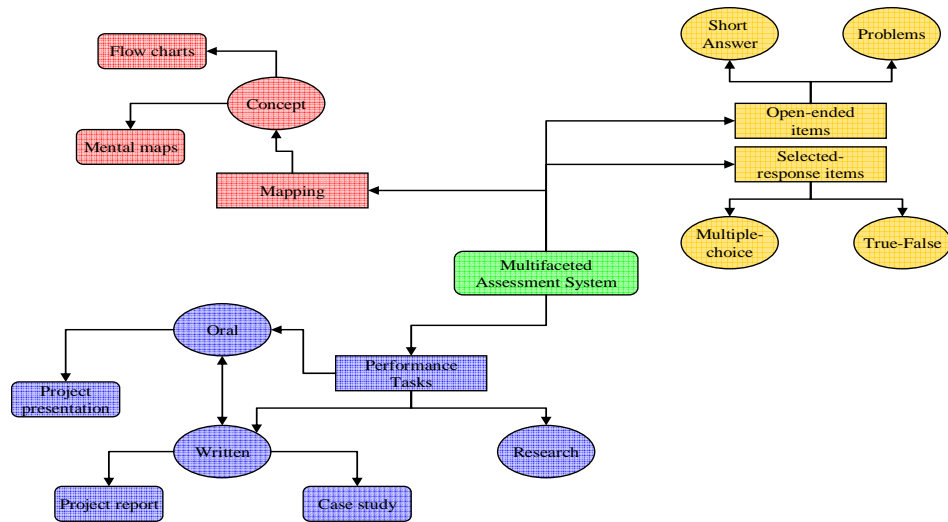 Short
Answer
Problems
Flow charts
Concept
Open-ended
items
Mental maps
Selected-
response items
Mapping
Multiple-
choice
True-False
Multifaceted
Assessment System
Oral
Performance
Tasks
Project
presentation
Written
Research
Project report
Case study